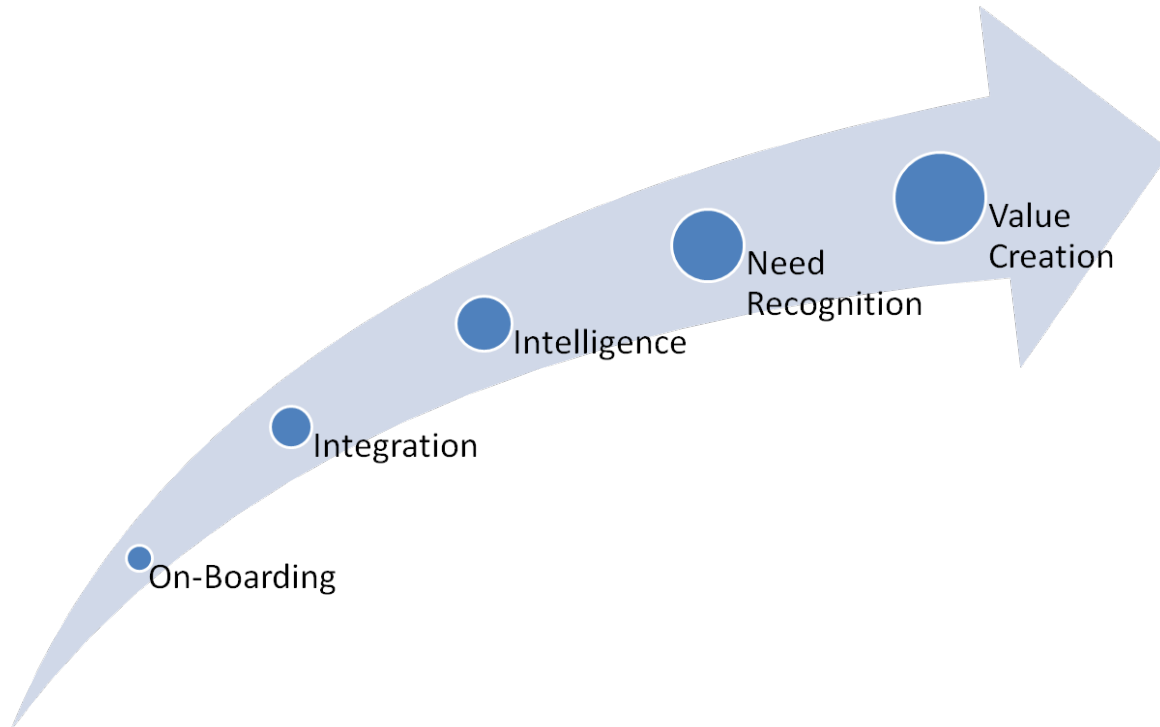 On-Boarding
Integration
Intelligence
Need
Recognition
Value
Creation